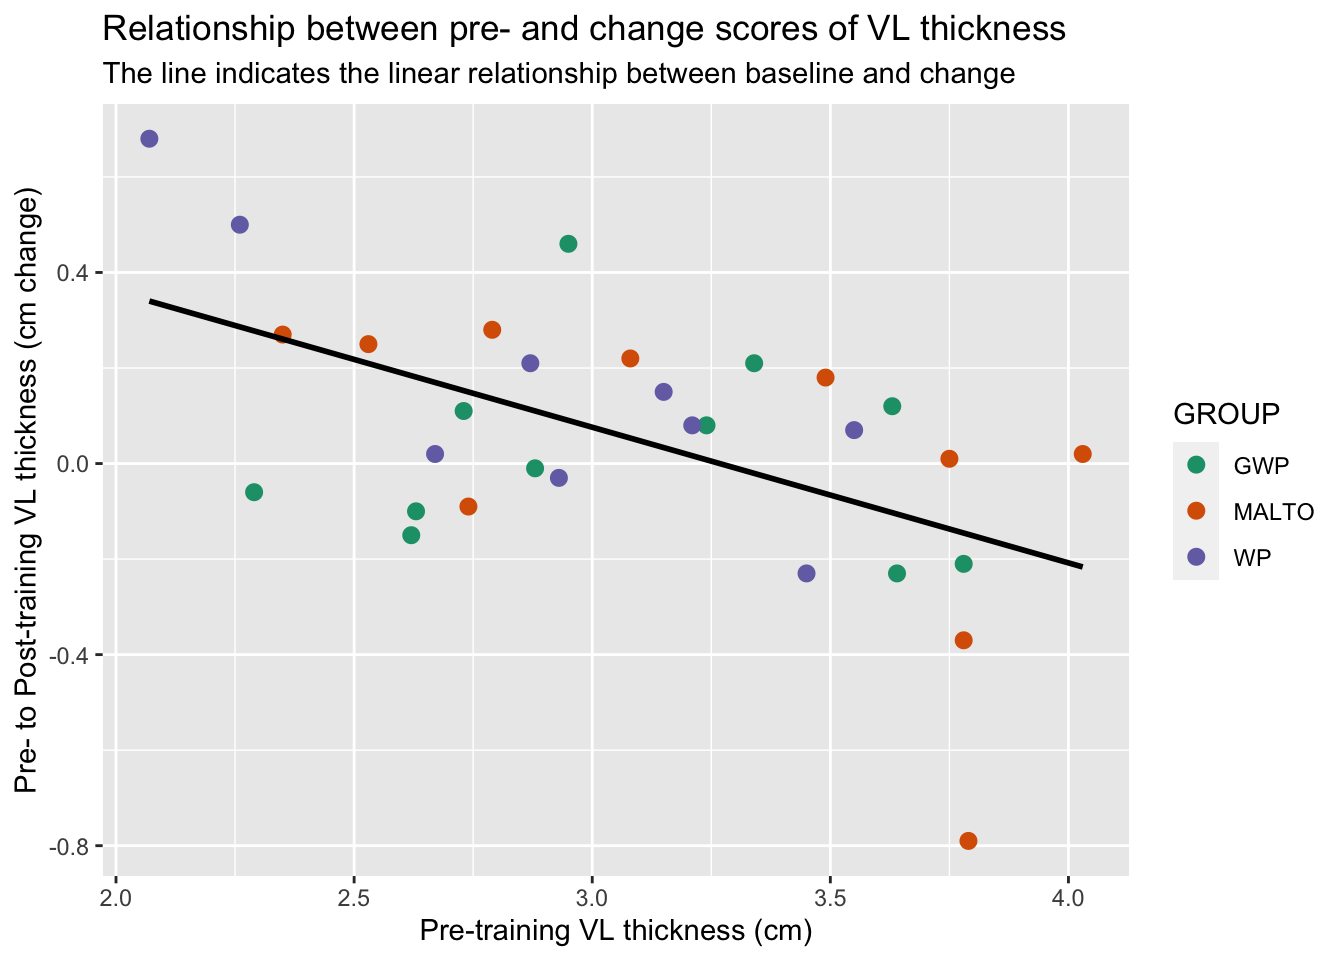 Relationship between pre- and change scores of VL thickness
The line indicates the linear relationship between baseline and change
Pre- to Post-training VL thickness (cm change)
0.4
0.0
-0.4
-0.8
2.0 2.5 3.0 3.5 4.0
Pre-training VL thickness (cm)
GROUP
GWP
MALTO
WP